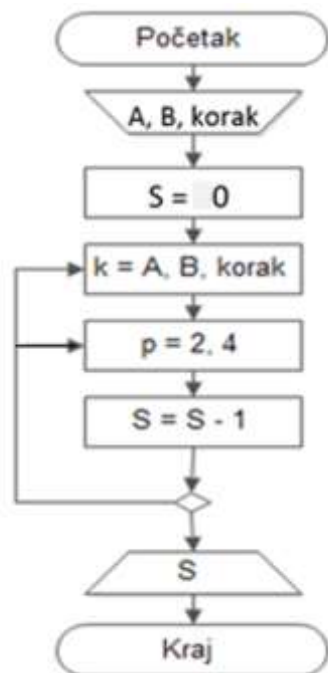 Početak
A, B, korak
S = 0
k = A, B, korak
p = 2, 4
S = S - 1
S
Kraj